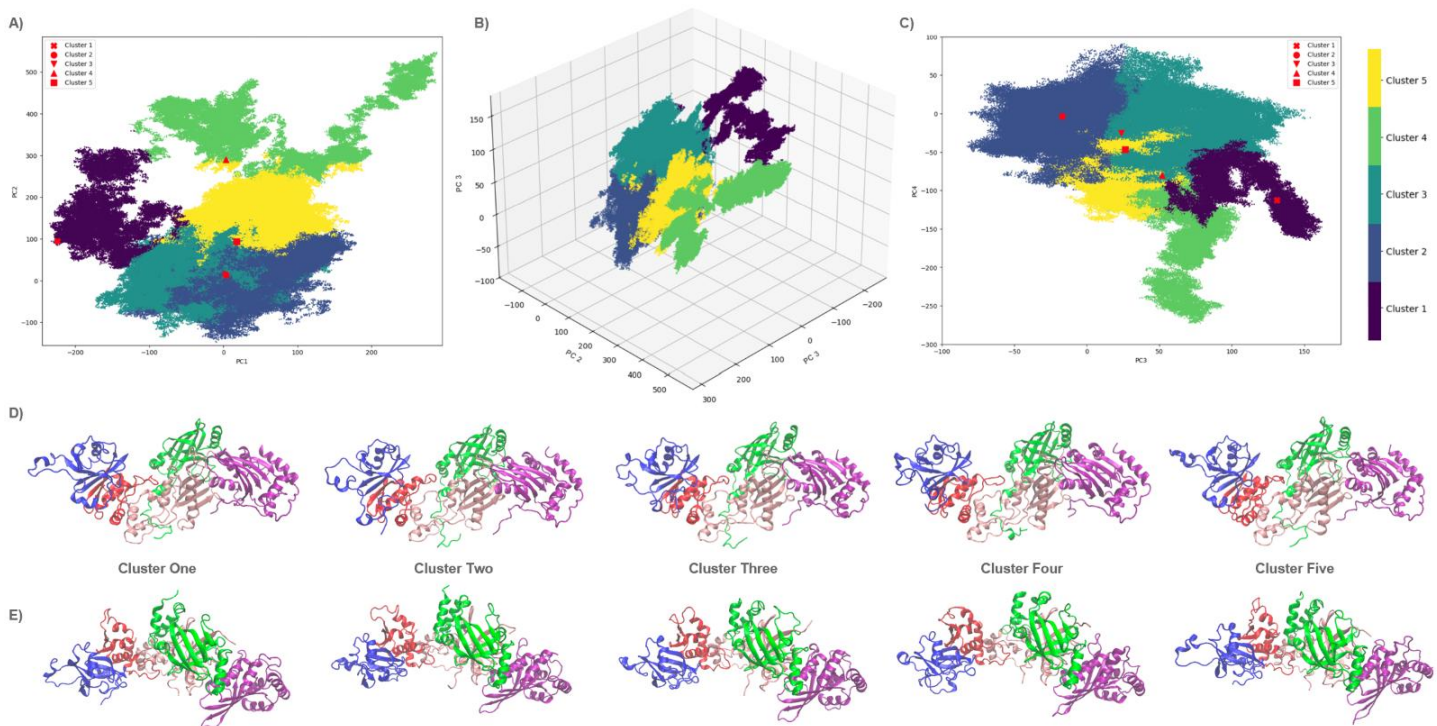 A)
B)
C)
Cluster 1
Cluster 2
Cluster 3
Cluster 4
Cluster 5
500
400
300
200
100
0
−100
−200
−100
0
100
200
PC1
PC2
150
100
50
0
−50
−100
PC 3
−100
0
100
200
300
400
500
PC 2
300
200
100
0
−100
−200
PC 3
Cluster 1
Cluster 2
Cluster 3
Cluster 4
Cluster 5
100
50
0
−50
−100
−150
−200
−250
−300
−100
−50
0
50
100
150
PC3
PC4
Cluster 5
Cluster 4
Cluster 3
Cluster 2
Cluster 1
D)
Cluster One
Cluster Two
Cluster Three
Cluster Four
Cluster Five
E)